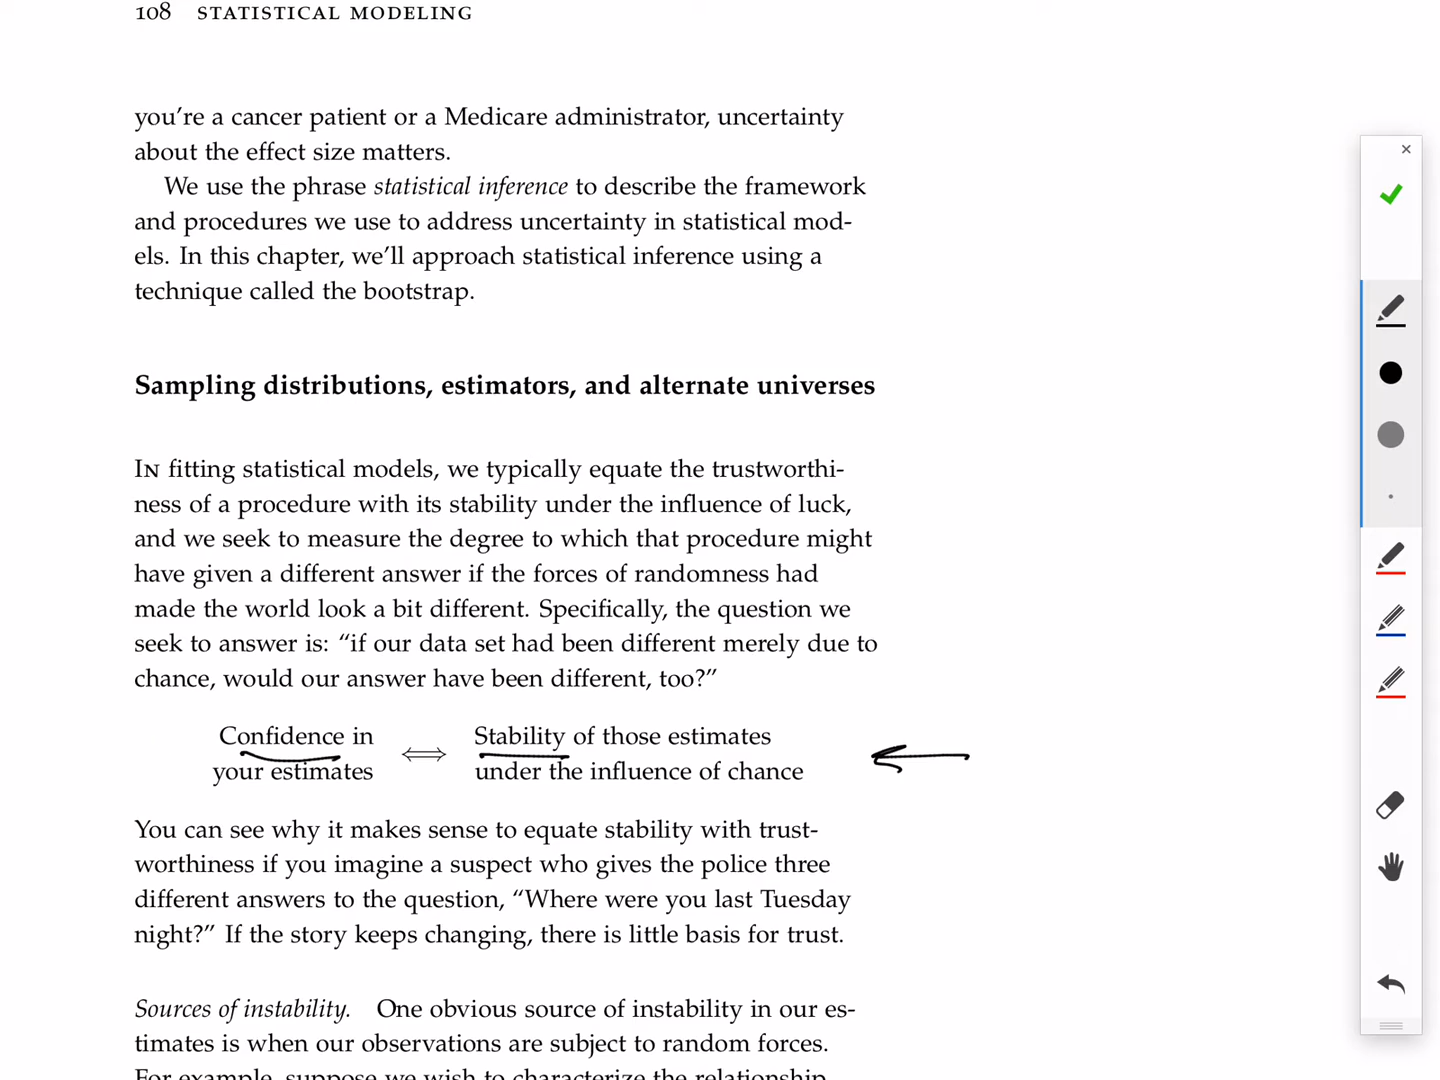 108 STATISTICAL MODELING
you're a cancer patient or a Medicare administrator, uncertainty
about the effect size matters.
We use the phrase statistical inference to describe the framework
and procedures we use to address uncertainty in statistical mod-
els. In this chapter, we'll approach statistical inference using a
technique called the bootstrap.
Sampling distributions, estimators, and alternate universes
In fitting statistical models, we typically equate the trustworthi-
ness of a procedure with its stability under the influence of luck,
and we seek to measure the degree to which that procedure might
have given a different answer if the forces of randomness had
made the world look a bit different. Specifically, the question we
seek to answer is: “if our data set had been different merely due to
chance, would our answer have been different, too?”
Confidence in
your estimates
⟺
Stability of those estimates
under the influence of chance
You can see why it makes sense to equate stability with trust-
worthiness if you imagine a suspect who gives the police three
different answers to the question, “Where were you last Tuesday
night?” If the story keeps changing, there is little basis for trust.
Sources of instability. One obvious source of instability in our es-
timates is when our observations are subject to random forces.
For example, suppose we wish to characterize the relationship